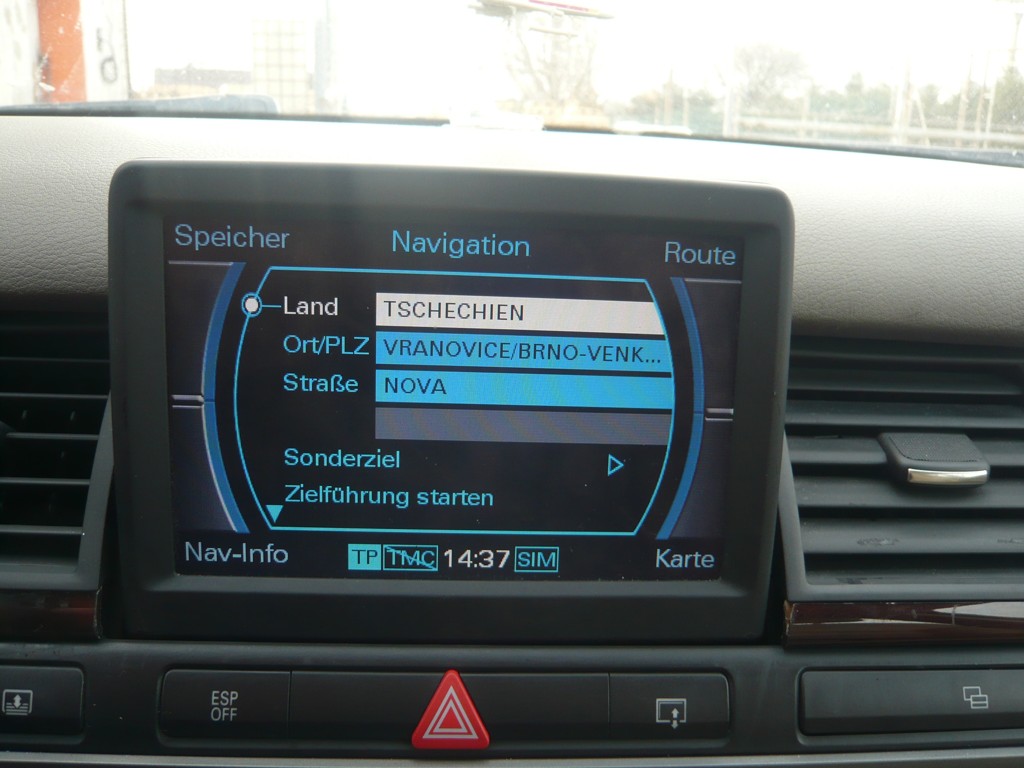 Speicher Navigation Route
Land TSCHECHIEN
Ort/PLZ VRANOVICE/BRNO-VENK...
Straße NOVA
Sonderziel
Zielführung starten
Nav-Info TP TMC 14:37 SIM Karte
ESP
OFF